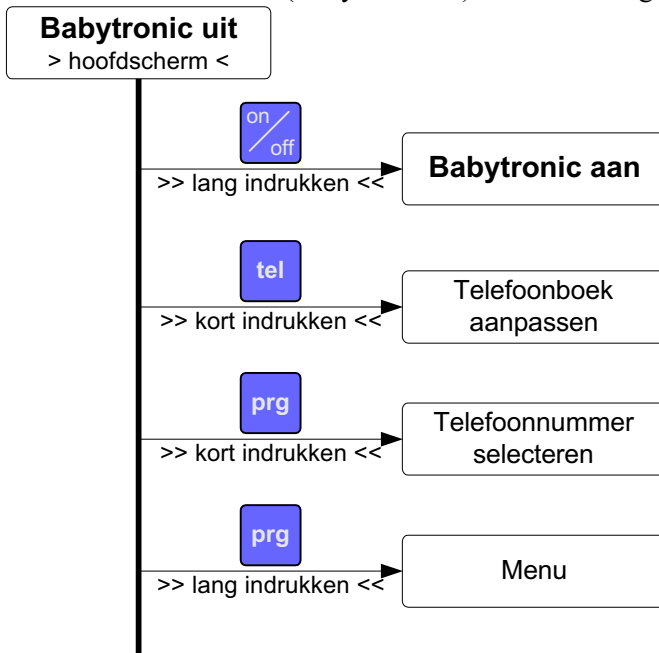 Babytronic uit
> hoofdscherm <
on
off
>> lang indrukken <<
Babytronic aan
tel
>> kort indrukken <<
Telefoonboek
aanpassen
prg
>> kort indrukken <<
Telefoonnummer
selecteren
prg
>> lang indrukken <<
Menu